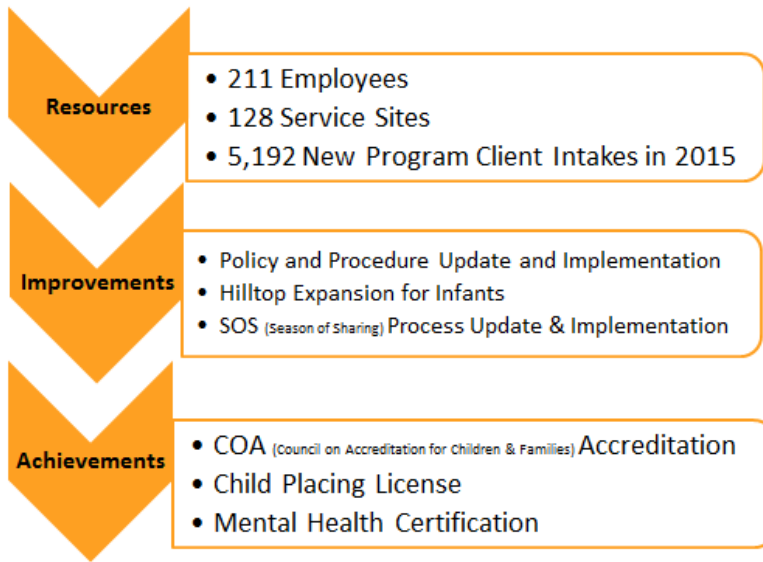 Resources
• 211 Employees
• 128 Service Sites
• 5,192 New Program Client Intakes in 2015
Improvements
• Policy and Procedure Update and Implementation
• Hilltop Expansion for Infants
• SOS (Season of Sharing) Process Update & Implementation
Achievements
• COA (Council on Accreditation for Children & Families) Accreditation
• Child Placing License
• Mental Health Certification